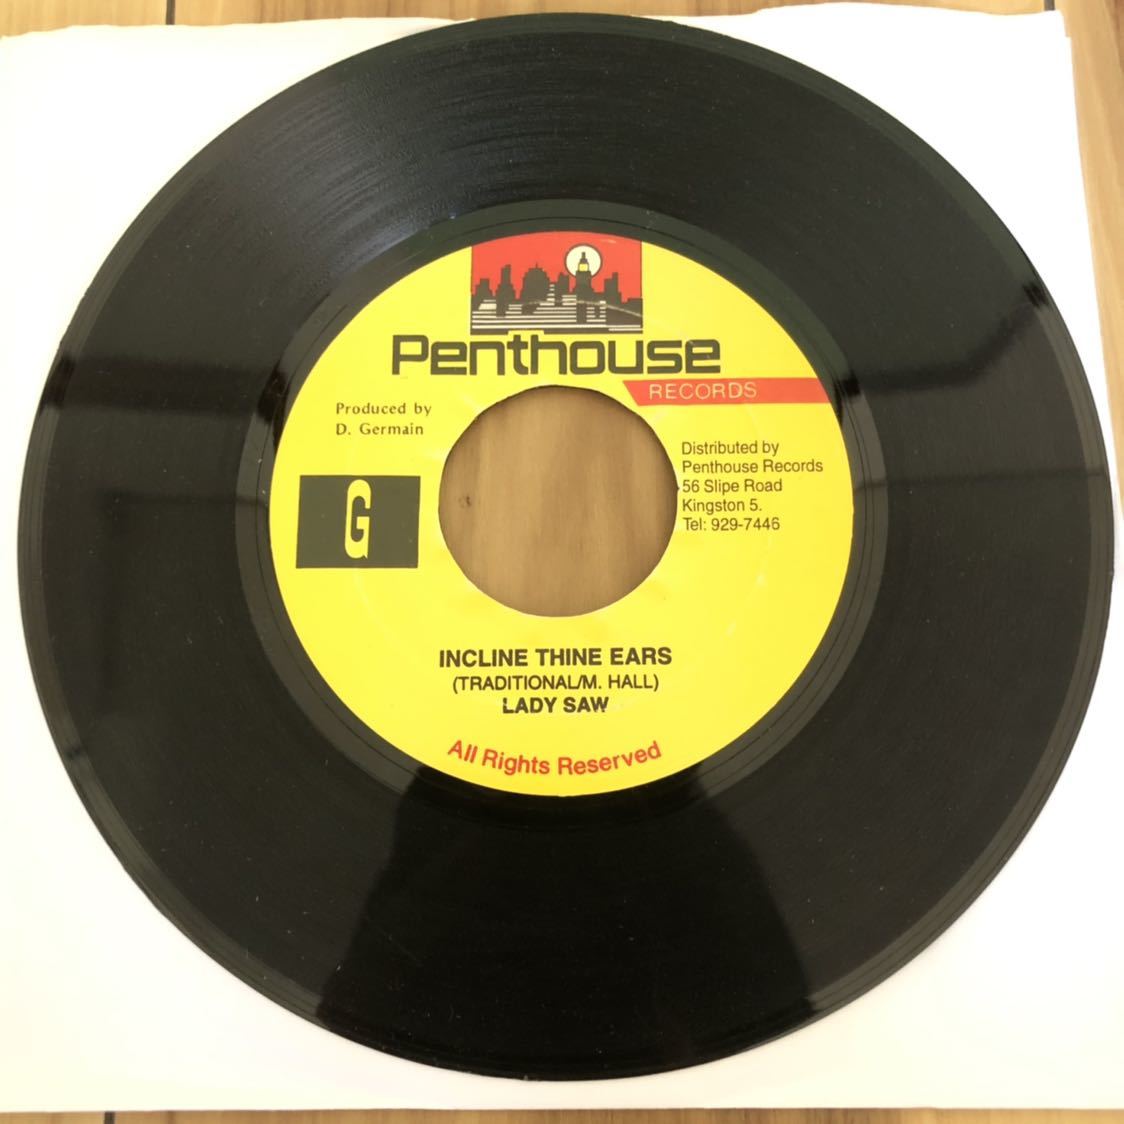 Penthouse
RECORDS
Produced by
D. Germain
G
Distributed by
Penthouse Records
56 Slipe Road
Kingston 5.
Tel: 929-7446
INCLINE THINE EARS
(TRADITIONAL/M. HALL)
LADY SAW
All Rights Reserved